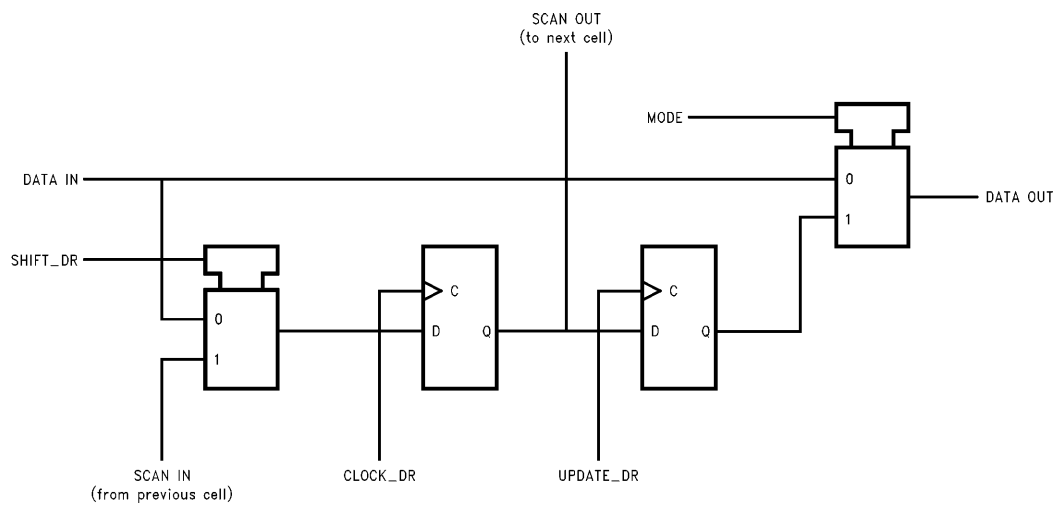 SCAN OUT
(to next cell)
MODE
DATA IN
0
DATA OUT
1
SHIFT_DR
C
C
0
D
Q
D
Q
1
SCAN IN
(from previous cell)
CLOCK_DR
UPDATE_DR